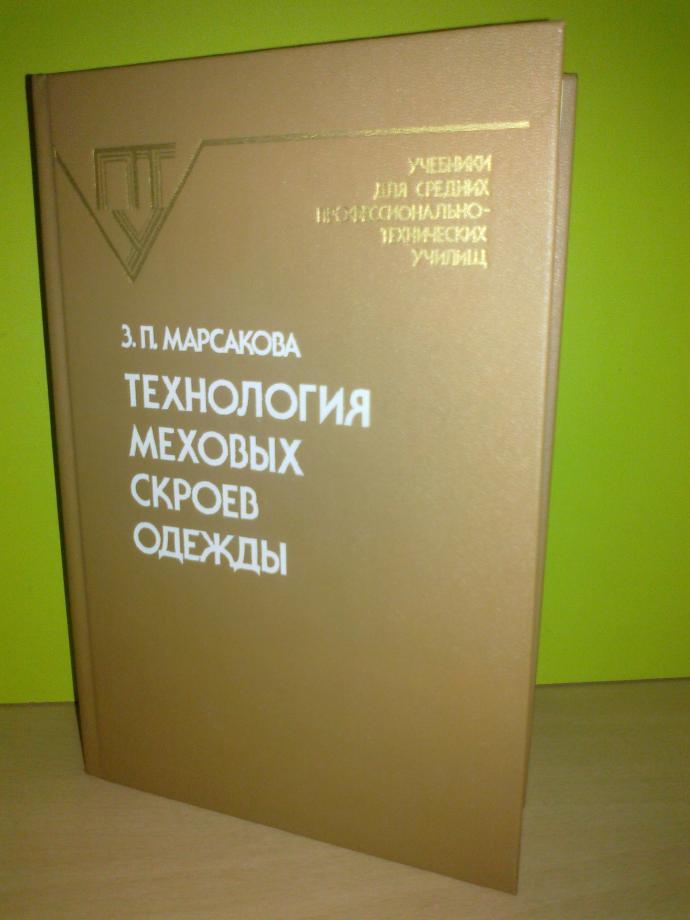 ПТУ
УЧЕБНИКИ
ДЛЯ СРЕДНИХ
ПРОФЕССИОНАЛЬНО-
ТЕХНИЧЕСКИХ
УЧИЛИЩ
З. П. МАРСАКОВА
ТЕХНОЛОГИЯ
МЕХОВЫХ
СКРОЕВ
ОДЕЖДЫ